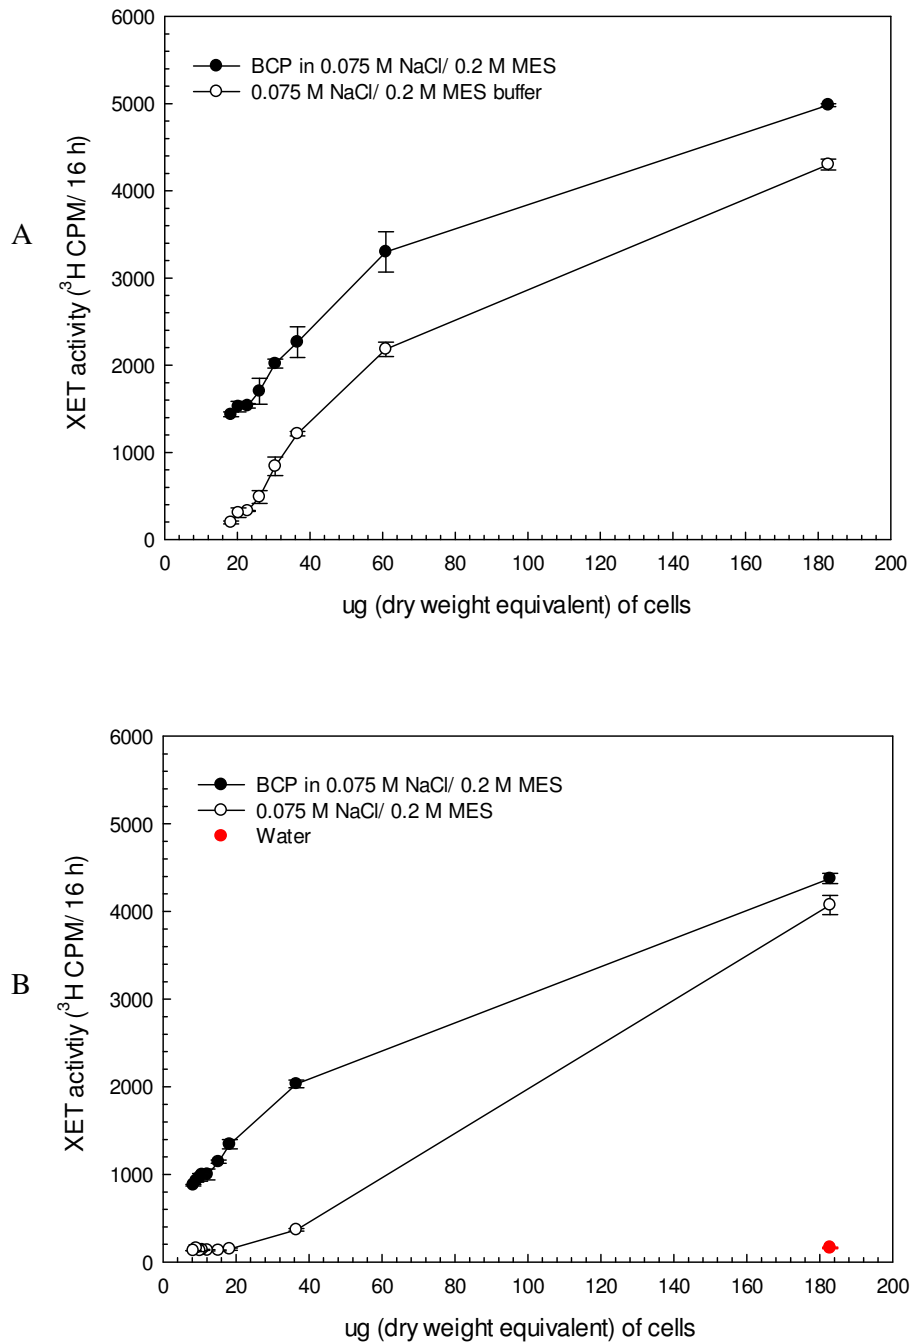 6000
5000
4000
3000
2000
1000
0
A
XET activity (³H CPM/ 16 h)
BCP in 0.075 M NaCl/ 0.2 M MES
0.075 M NaCl/ 0.2 M MES buffer
0 20 40 60 80 100 120 140 160 180 200
ug (dry weight equivalent) of cells
6000
5000
4000
3000
2000
1000
0
B
XET activtiy (³H CPM/ 16 h)
BCP in 0.075 M NaCl/ 0.2 M MES
0.075 M NaCl/ 0.2 M MES
Water
0 20 40 60 80 100 120 140 160 180 200
ug (dry weight equivalent) of cells